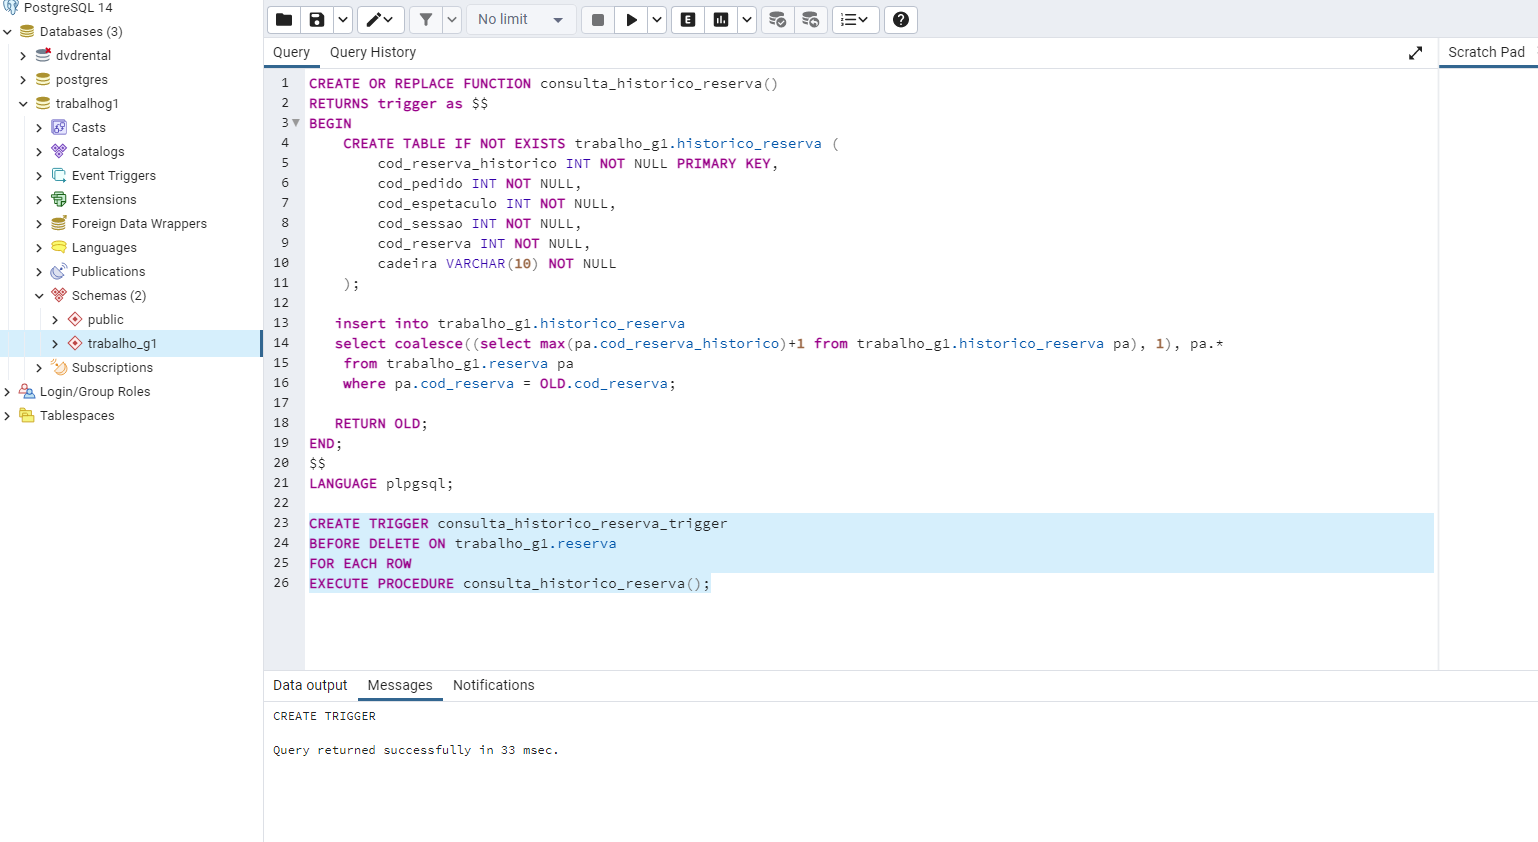 PostgreSQL 14
Databases (3)
dvdrental
postgres
trabalhog1
Casts
Catalogs
Event Triggers
Extensions
Foreign Data Wrappers
Languages
Publications
Schemas (2)
public
trabalho_g1
Subscriptions
Login/Group Roles
Tablespaces
No limit
E
Query
Query History
Scratch Pad
1 CREATE OR REPLACE FUNCTION consulta_historico_reserva()
2 RETURNS trigger as $$
3 BEGIN
4 CREATE TABLE IF NOT EXISTS trabalho_g1.historico_reserva (
5 cod_reserva_historico INT NOT NULL PRIMARY KEY,
6 cod_pedido INT NOT NULL,
7 cod_espetaculo INT NOT NULL,
8 cod_sessao INT NOT NULL,
9 cod_reserva INT NOT NULL,
10 cadeira VARCHAR(10) NOT NULL
11 );
12
13 insert into trabalho_g1.historico_reserva
14 select coalesce((select max(pa.cod_reserva_historico)+1 from trabalho_g1.historico_reserva pa), 1), pa.*
15 from trabalho_g1.reserva pa
16 where pa.cod_reserva = OLD.cod_reserva;
17
18 RETURN OLD;
19 END;
20 $$
21 LANGUAGE plpgsql;
22
23 CREATE TRIGGER consulta_historico_reserva_trigger
24 BEFORE DELETE ON trabalho_g1.reserva
25 FOR EACH ROW
26 EXECUTE PROCEDURE consulta_historico_reserva();
Data output
Messages
Notifications
CREATE TRIGGER
Query returned successfully in 33 msec.